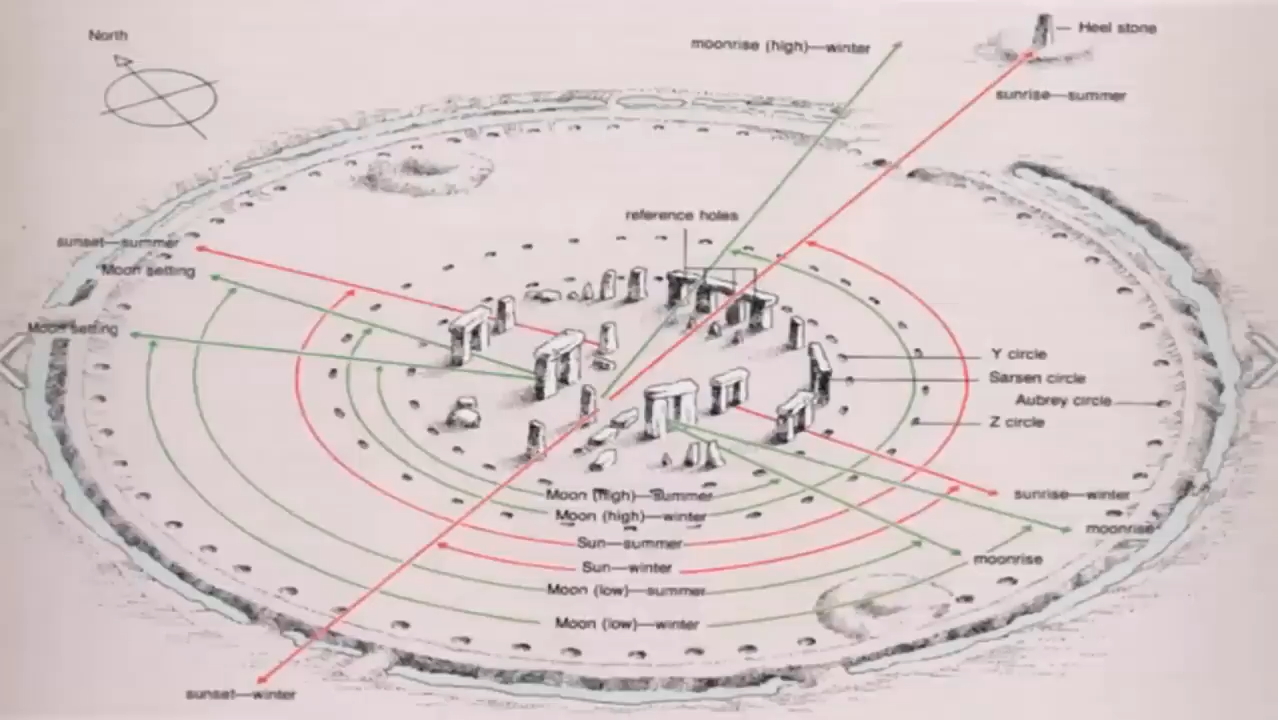 North
moonrise (high)—winter
Heel stone
sunrise—summer
reference holes
sunset—summer
Moon setting
Moon setting
Y circle
Sarsen circle
Aubrey circle
Z circle
Moon (high)—summer
Moon (high)—winter
Sun—summer
Sun—winter
Moon (low)—summer
Moon (low)—winter
sunrise—winter
moonrise
moonrise
sunset—winter